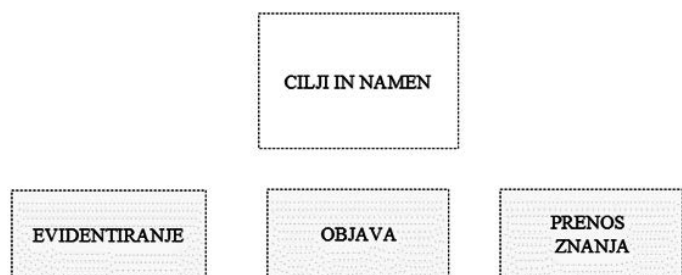 CILJI IN NAMEN
EVIDENTIRANJE
OBJAVA
PRENOS
ZNANJA